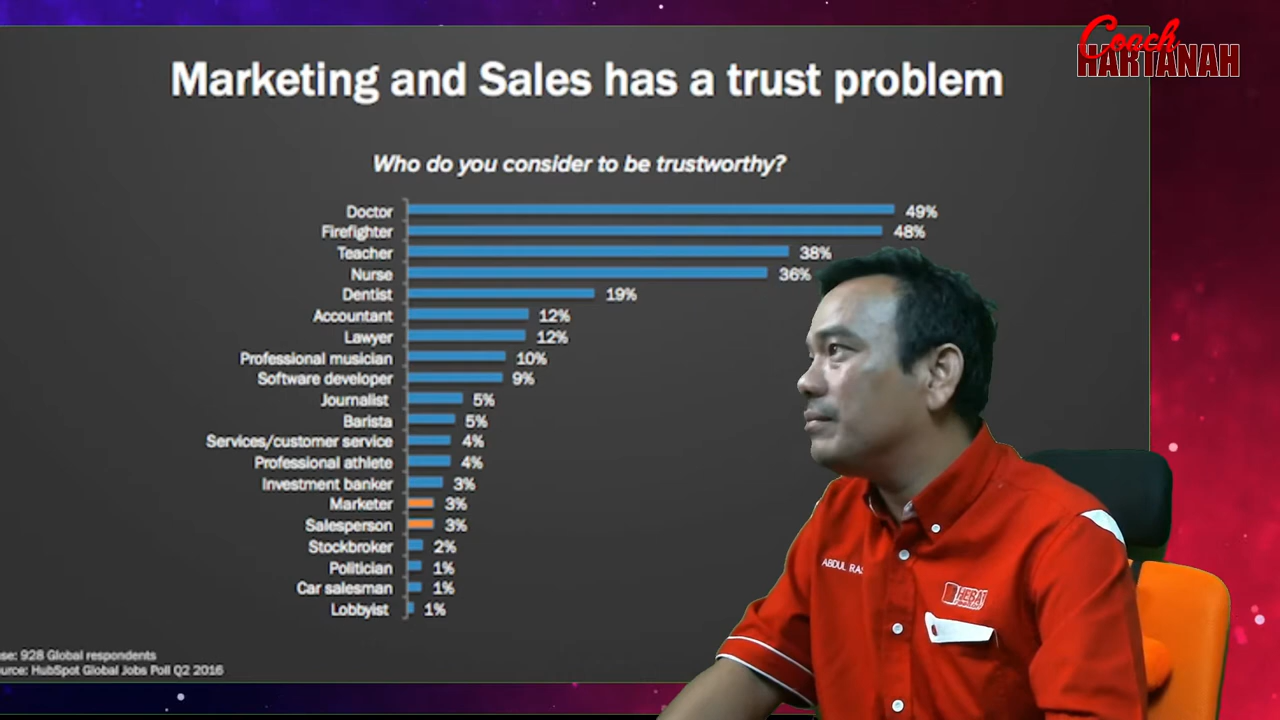 Coach
HARTANAH
Marketing and Sales has a trust problem
Who do you consider to be trustworthy?
Doctor 49%
Firefighter 48%
Teacher 38%
Nurse 36%
Dentist 19%
Accountant 12%
Lawyer 12%
Professional musician 10%
Software developer 9%
Journalist 5%
Barista 5%
Services/customer service 4%
Professional athlete 4%
Investment banker 3%
Marketer 3%
Salesperson 3%
Stockbroker 2%
Politician 1%
Car salesman 1%
Lobbyist 1%
se: 928 Global respondents
urce: HubSpot Global Jobs Poll Q2 2016
ABDUL RAS
HEBAT